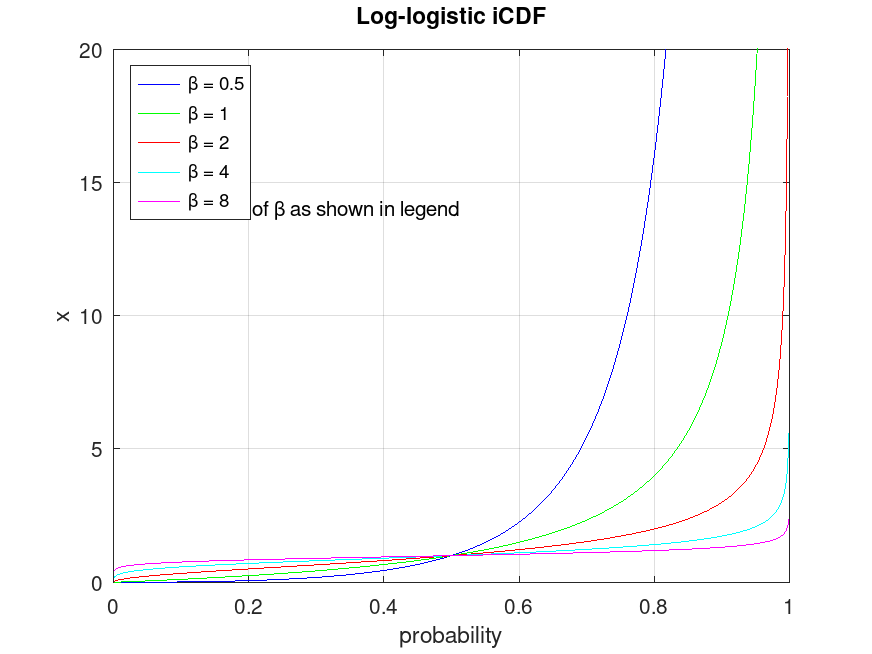 Log-logistic iCDF
20
β = 0.5
β = 1
β = 2
β = 4
β = 8
of β as shown in legend
15
x
10
5
0
0 0.2 0.4 0.6 0.8 1
probability